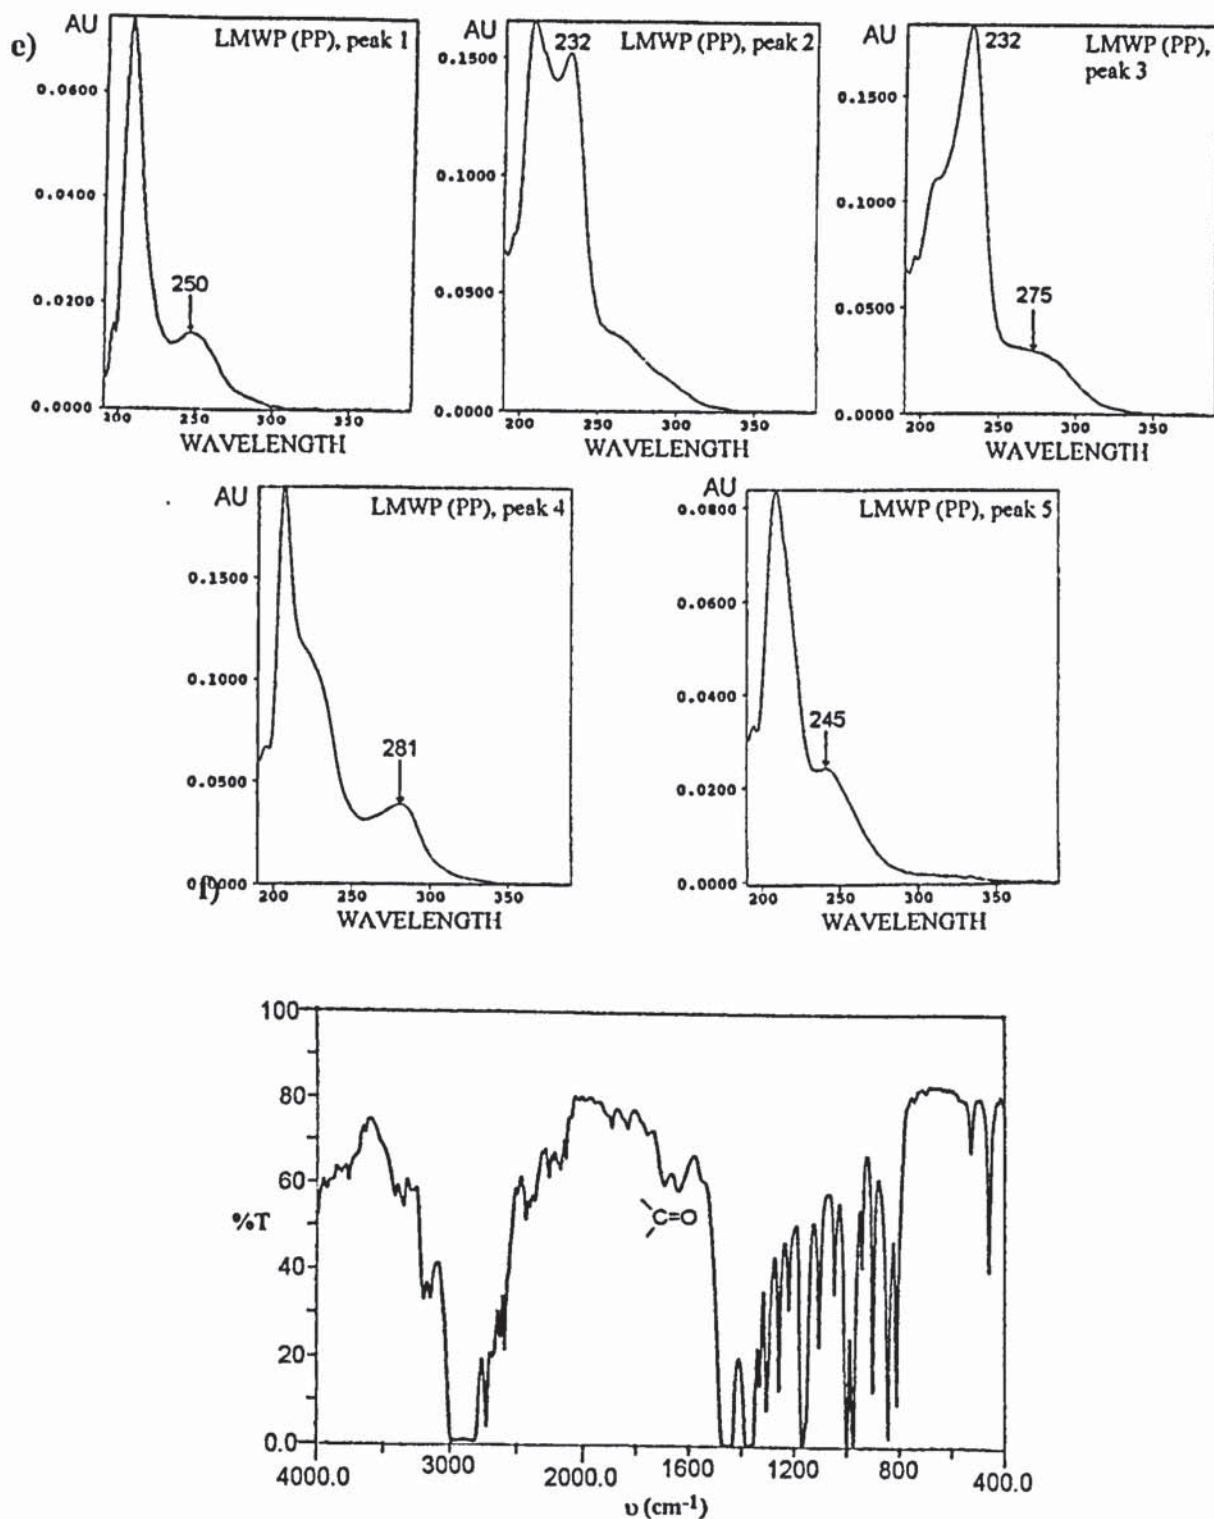 e)
AU
LMWP (PP), peak 1
0.0600
0.0400
0.0200
0.0000
250
200 250 300 350
WAVELENGTH
AU
232
LMWP (PP), peak 2
0.1500
0.1000
0.0500
0.0000
200 250 300 350
WAVELENGTH
AU
232
LMWP (PP),
peak 3
0.1500
0.1000
0.0500
0.0000
275
200 250 300 350
WAVELENGTH
AU
LMWP (PP), peak 4
0.1500
0.1000
0.0500
0.0000
281
200 250 300 350
WAVELENGTH
AU
LMWP (PP), peak 5
0.0800
0.0600
0.0400
0.0200
0.0000
245
200 250 300 350
WAVELENGTH
f)
100
80
60
%T
40
20
0.0
C=O
4000.0 3000 2000.0 1600 1200 800 400.0
υ (cm⁻¹)